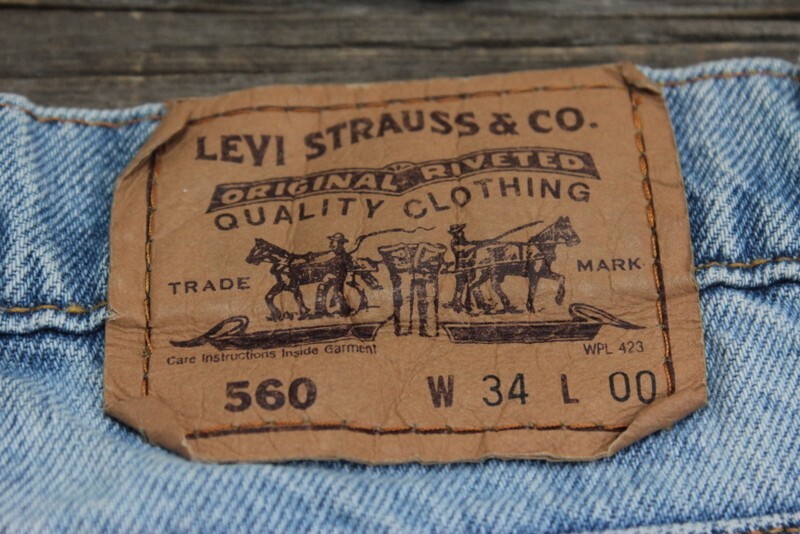 LEVI STRAUSS & CO.
ORIGINAL RIVETED
QUALITY CLOTHING
TRADE MARK
Care Instructions Inside Garment WPL 423
560 W 34 L 00